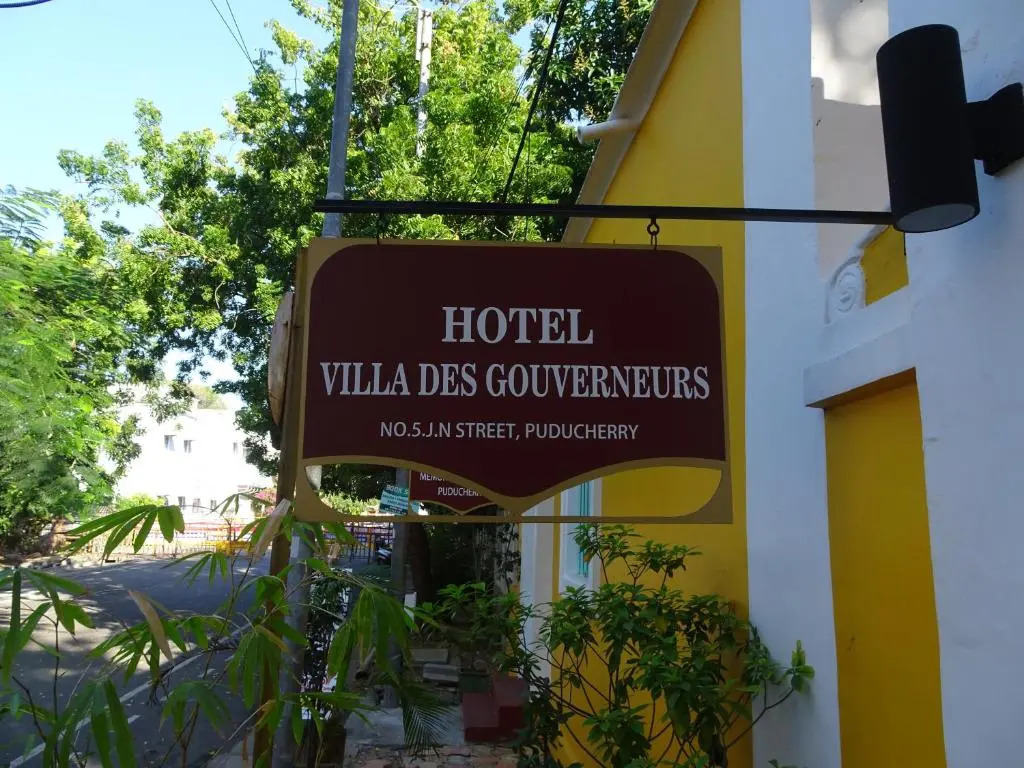 HOTEL
VILLA DES GOUVERNEURS
NO.5.J.N STREET, PUDUCHERRY